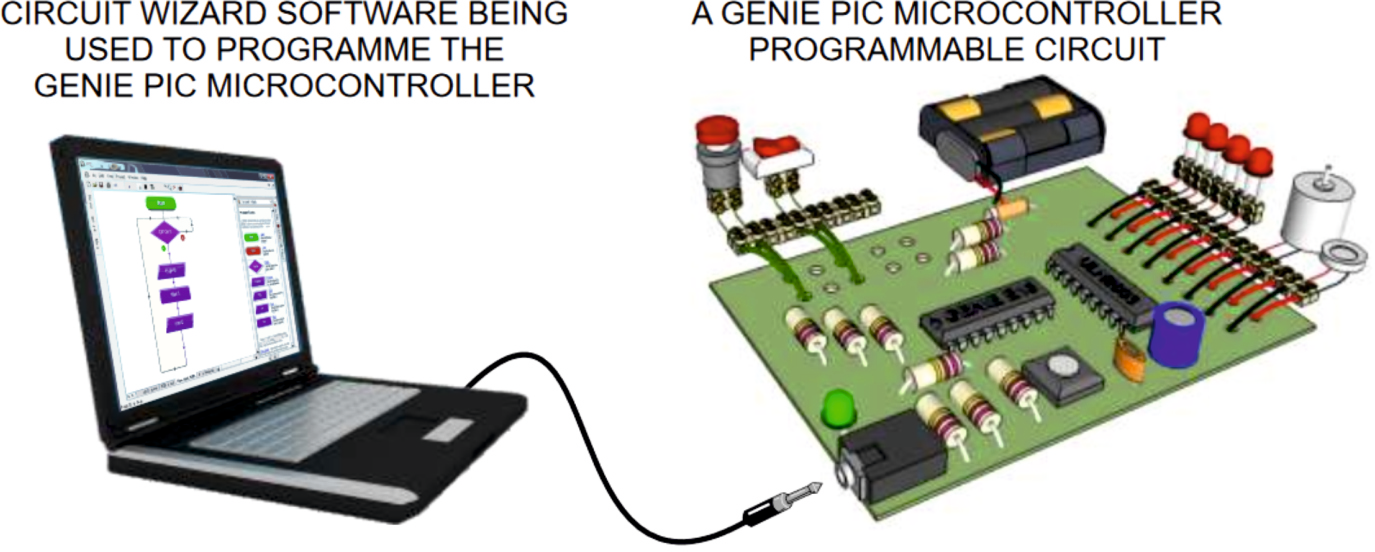 CIRCUIT WIZARD SOFTWARE BEING
USED TO PROGRAMME THE
GENIE PIC MICROCONTROLLER
A GENIE PIC MICROCONTROLLER
PROGRAMMABLE CIRCUIT